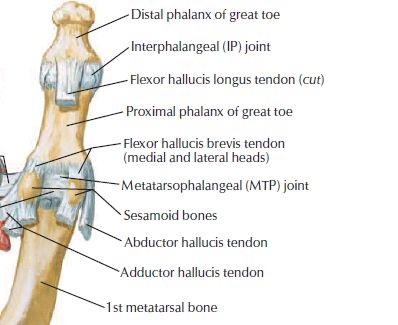 Distal phalanx of great toe
Interphalangeal (IP) joint
Flexor hallucis longus tendon (cut)
Proximal phalanx of great toe
Flexor hallucis brevis tendon
(medial and lateral heads)
Metatarsophalangeal (MTP) joint
Sesamoid bones
Abductor hallucis tendon
Adductor hallucis tendon
1st metatarsal bone